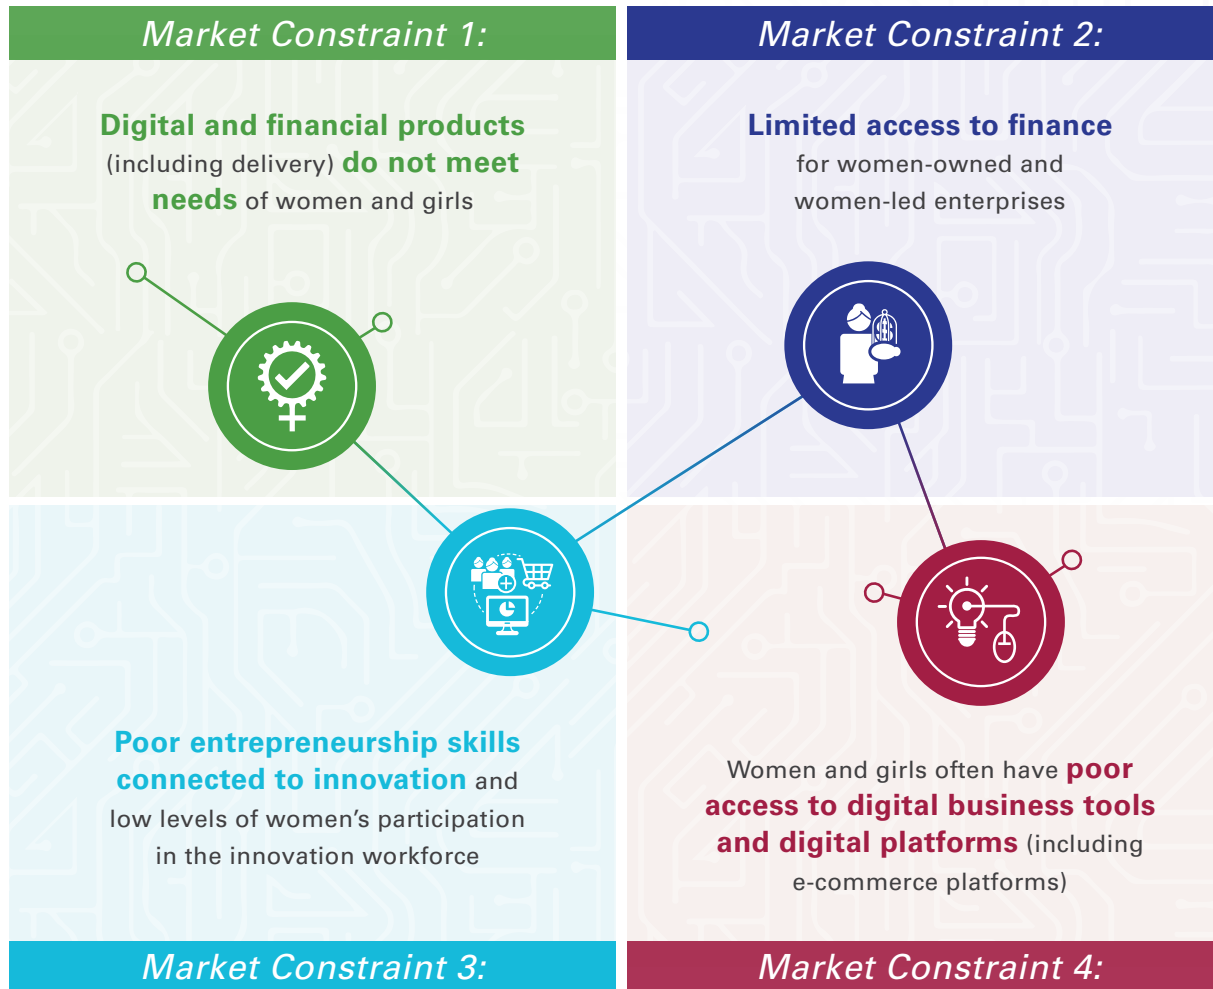 Market Constraint 1:
Digital and financial products
(including delivery) do not meet
needs of women and girls
Market Constraint 2:
Limited access to finance
for women-owned and
women-led enterprises
Poor entrepreneurship skills
connected to innovation and
low levels of women’s participation
in the innovation workforce
Market Constraint 3:
Women and girls often have poor
access to digital business tools
and digital platforms (including
e-commerce platforms)
Market Constraint 4: